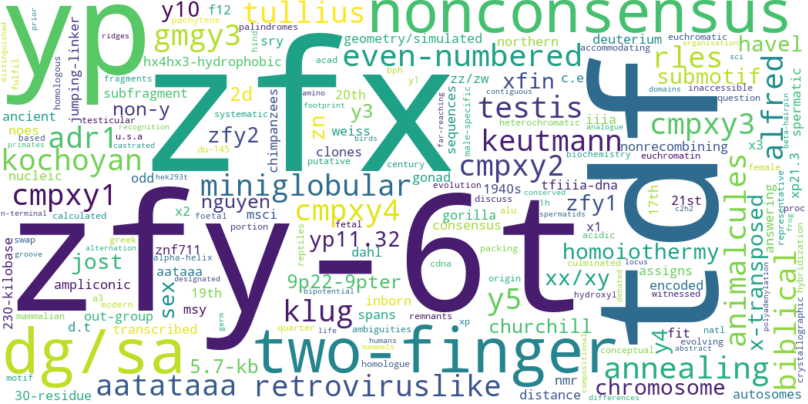 yp
zfx
nonconsensus
zfy-6t
tdf
dg/sa
two-finger
y10
f12
tullius
pachytene
palindromes
gmgy3
sry
hind
geometry/simulated
northern
deuterium
euchromatic
organisation
distinguished
fulfil
prior
ridges
homologous
jumping-linker
hx4hx3-hydrophobic
acad
even-numbered
accommodating
sci
rles
havel
submotif
inaccessible
question
domains
subfragment
non-y
testicular
fragments
2d
systematic
chimpanzees
bph
y1
zz/zw
c.e
xfin
contiguous
footprint
amino
ancient
noes
based
u.s.a
adr1
recognition
castrated
y3
20th
zn
weiss
du-145
birds
sequences
male-specific
far-reaching
testis
iiia
heterochromatic
analogue
nonrecombining
euchromatin
biochemistry
cmpxy3
alfred
x3
spermatic
beta-hairpin
kochoyan
primates
nucleic
zfy2
clones
putative
century
keutmann
tfiiia-dna
female
xp21.3
odd
hek293t
gonad
evolution
1940s
conserved
discuss
1h
spermatids
17th
21st
c2h2
n-terminal
calculated
miniglobular
cmpxy2
zfy1
x1
acidic
cmpxy1
x2
nguyen
msci
foetal
fetal
gorilla
alu
consensus
packing
answering
representative
proc
frog
alternation
greek
cmpxy4
reptiles
swap
groove
znf711
portion
designated
yp11.32
dahl
cdna
origin
homoiothermy
assigns
locus
donated
witnessed
animalcules
x-transposed
biblical
hybridization
polyadenylation
crystallographic
230-kilobase
jost
aataaa
alpha-helix
ampliconic
a3
modern
sex
19th
9p22-9pter
inborn
culminated
xx/xy
encoded
hydroxyl
out-group
msy
klug
spans
remnants
y5
y4
fit
natl
evolving
abstract
mammalian
d.t
germ
bipotential
quarter
life
ambiguities
xp
churchill
conceptual
transcribed
humans
mammals
compositional
annealing
5.7-kb
homologue
nmr
motif
30-residue
aatataaa
retroviruslike
distance
differences
chromosome
autosomes